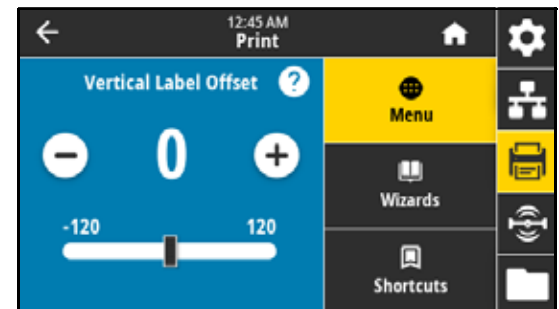 12:45 AM
Print
Vertical Label Offset ?
Menu
0
Wizards
-120 120
Shortcuts